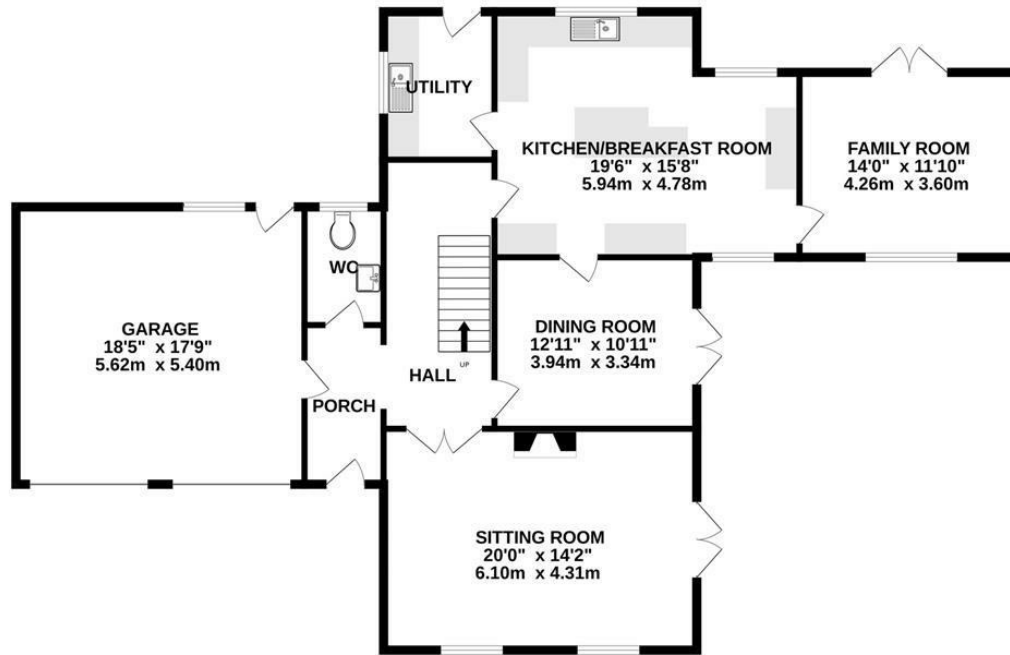 UTILITY
KITCHEN/BREAKFAST ROOM
19'6" x 15'8"
5.94m x 4.78m
FAMILY ROOM
14'0" x 11'10"
4.26m x 3.60m
WC
GARAGE
18'5" x 17'9"
5.62m x 5.40m
DINING ROOM
12'11" x 10'11"
3.94m x 3.34m
UP
HALL
PORCH
SITTING ROOM
20'0" x 14'2"
6.10m x 4.31m